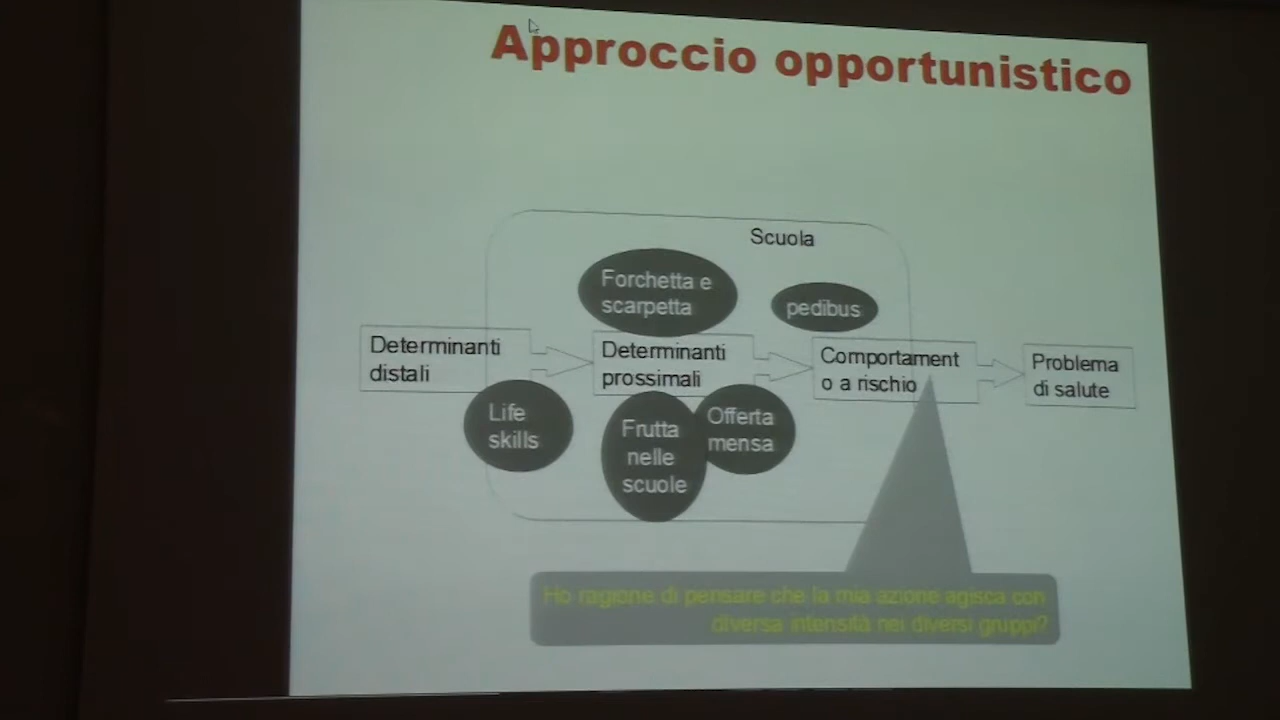 Approccio opportunistico
Scuola
Forchetta e
scarpetta
pedibus
Determinanti
distali
Determinanti
prossimali
Comportament
o a rischio
Problema
di salute
Life
skills
Frutta
nelle
scuole
Offerta
mensa
Ho ragione di pensare che la mia azione agisca con
diversa intensità nei diversi gruppi?